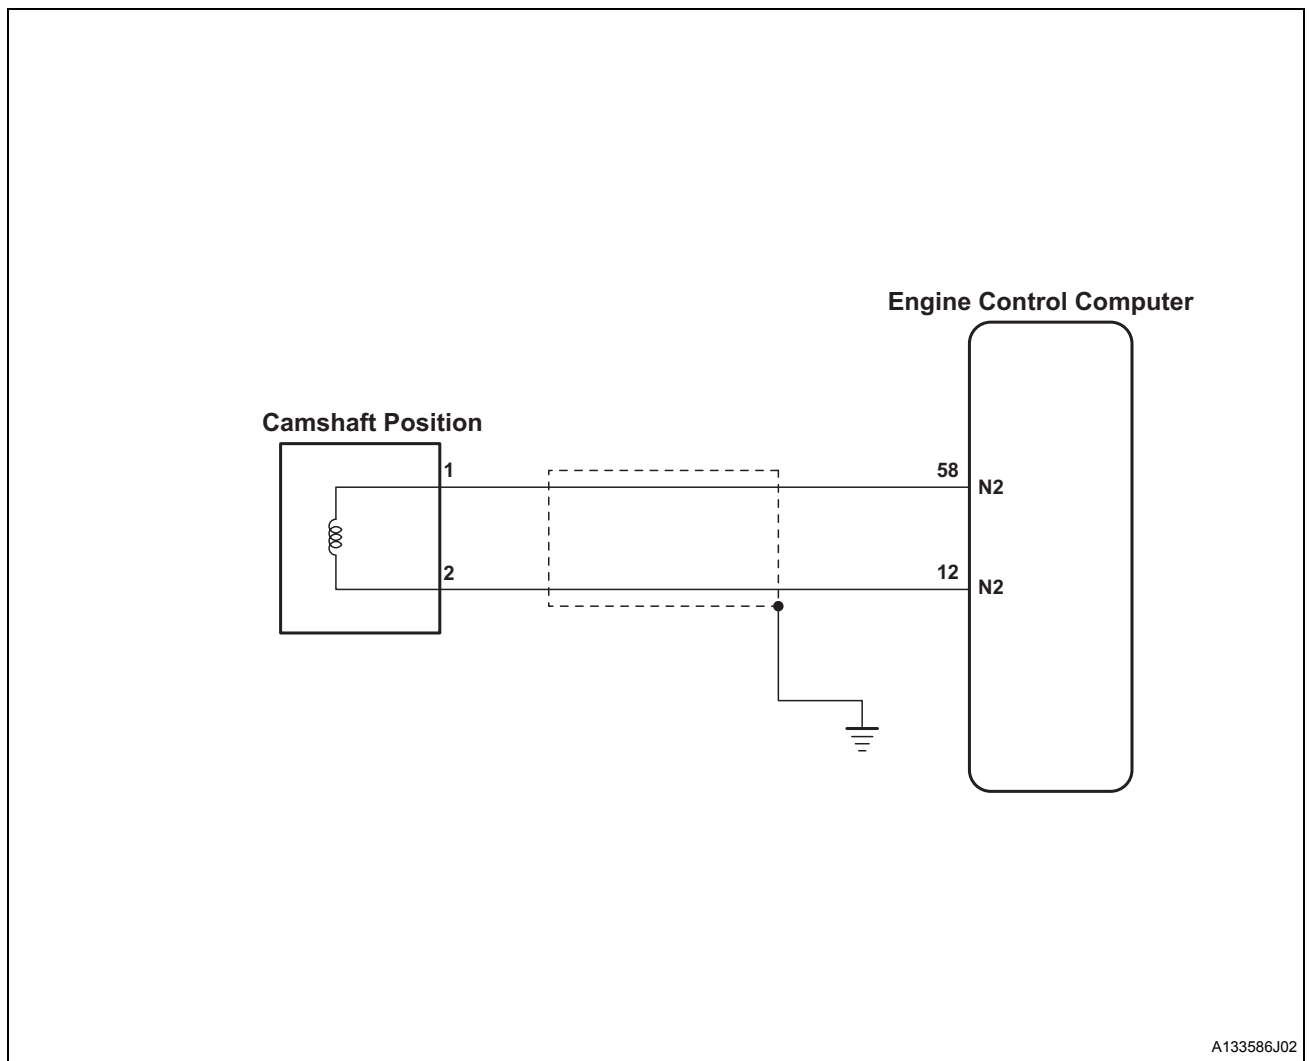 Engine Control Computer
Camshaft Position
1
58
N2
2
12
N2
A133586J02